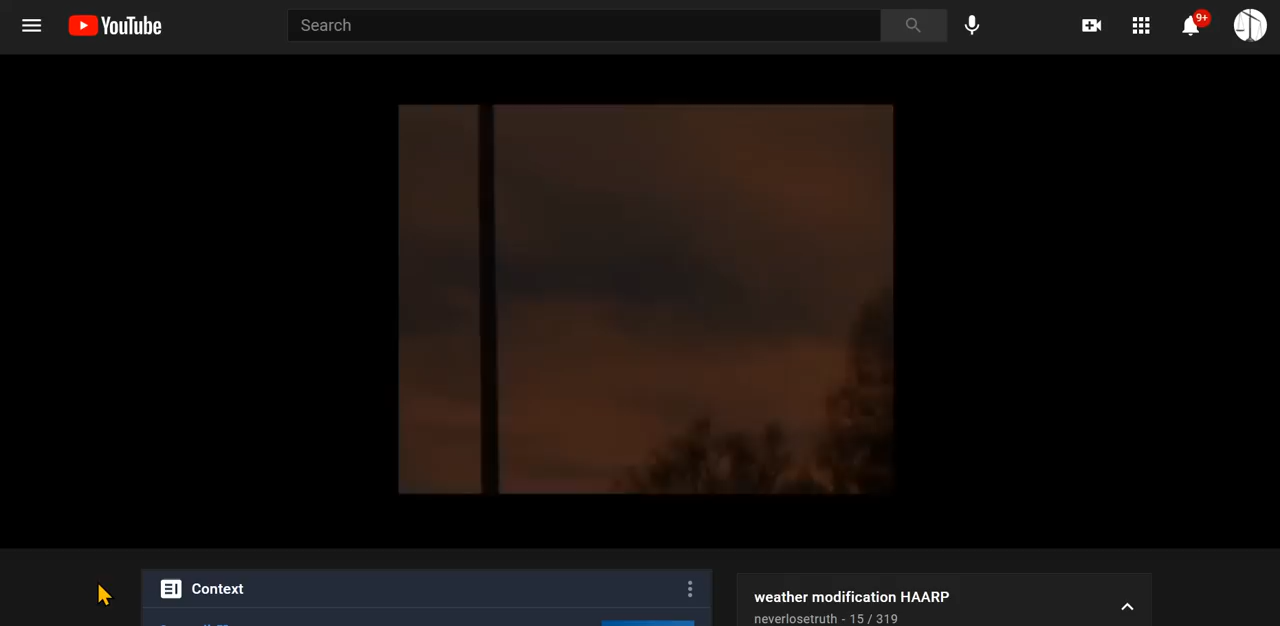 YouTube
Search
9+
Context
weather modification HAARP
neverlosetruth - 15 / 319